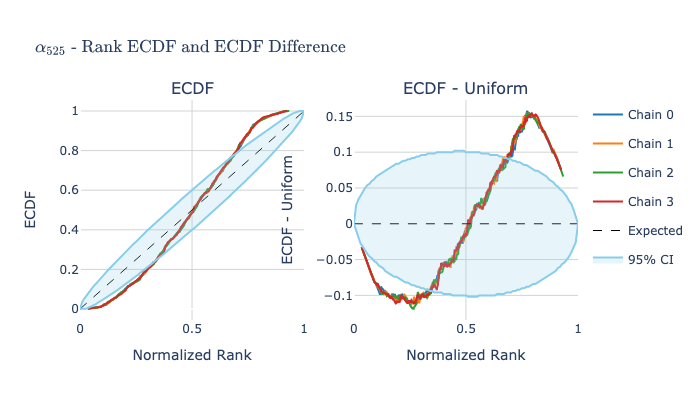 α₅₂₅ - Rank ECDF and ECDF Difference
ECDF
ECDF - Uniform
ECDF
1
0.8
0.6
0.4
0.2
0
0
0.5
1
Normalized Rank
ECDF - Uniform
0.15
0.1
0.05
0
−0.05
−0.1
0
0.5
1
Normalized Rank
Chain 0
Chain 1
Chain 2
Chain 3
Expected
95% CI